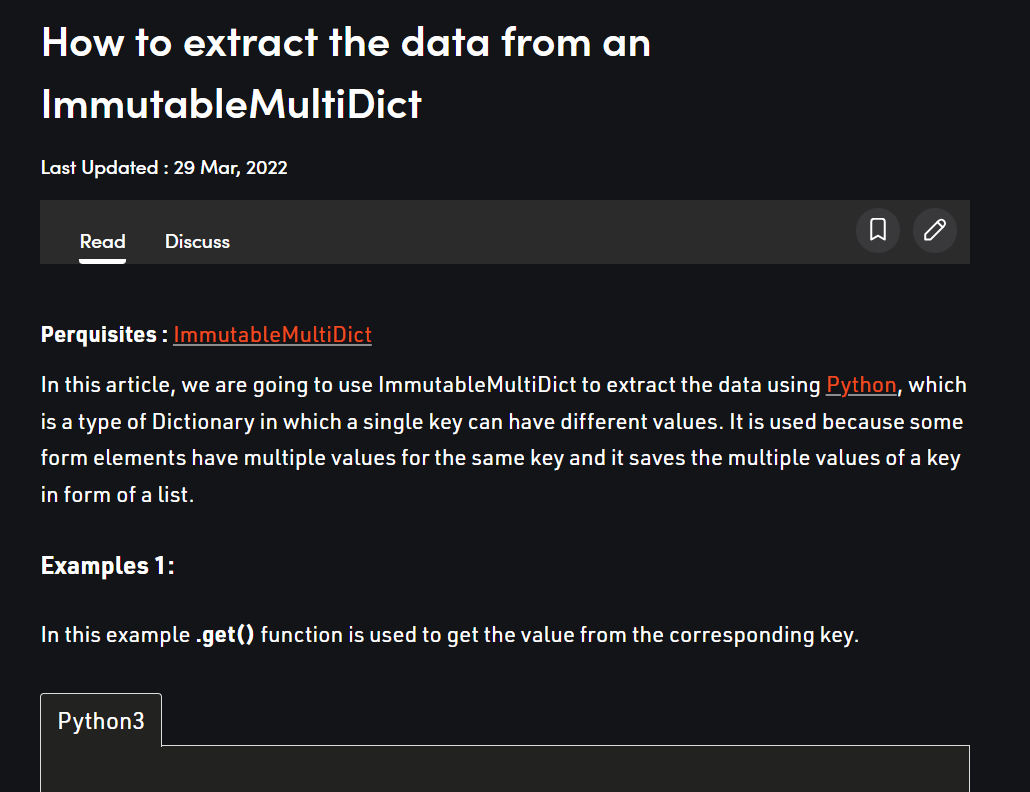 How to extract the data from an
ImmutableMultiDict
Last Updated : 29 Mar, 2022
Read Discuss
Perquisites : ImmutableMultiDict
In this article, we are going to use ImmutableMultiDict to extract the data using Python, which
is a type of Dictionary in which a single key can have different values. It is used because some
form elements have multiple values for the same key and it saves the multiple values of a key
in form of a list.
Examples 1:
In this example .get() function is used to get the value from the corresponding key.
Python3